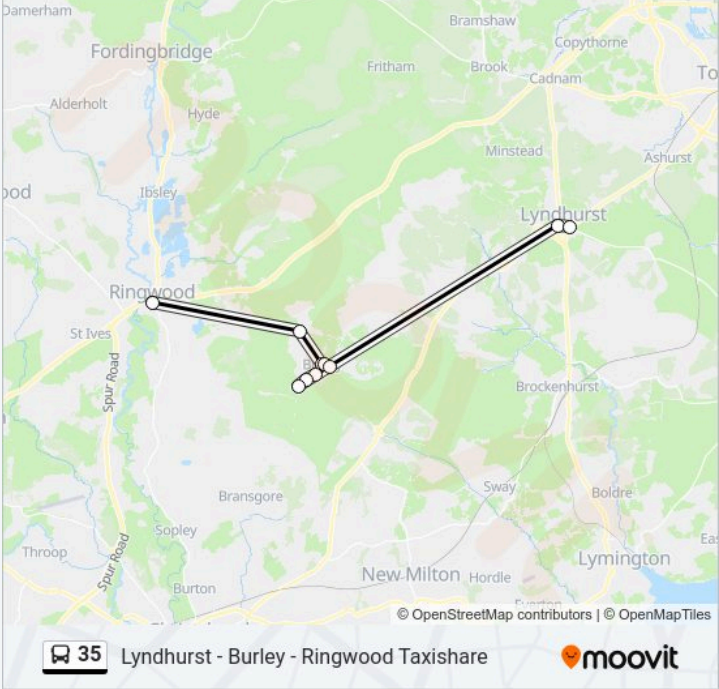 Damerham
Bramshaw
Fordingbridge
Copythorne
Fritham
Brook
Cadnam
To
Alderholt
Hyde
Minstead
Ashurst
ood
Ibsley
Lyndhurst
Ringwood
St Ives
Spur Road
Brockenhurst
Sway
Boldre
Bransgore
Sopley
Throop
Spur Road
Lymington
New Milton
Hordle
Burton
Everton
© OpenStreetMap contributors | © OpenMapTiles
35
Lyndhurst - Burley - Ringwood Taxishare
moovit